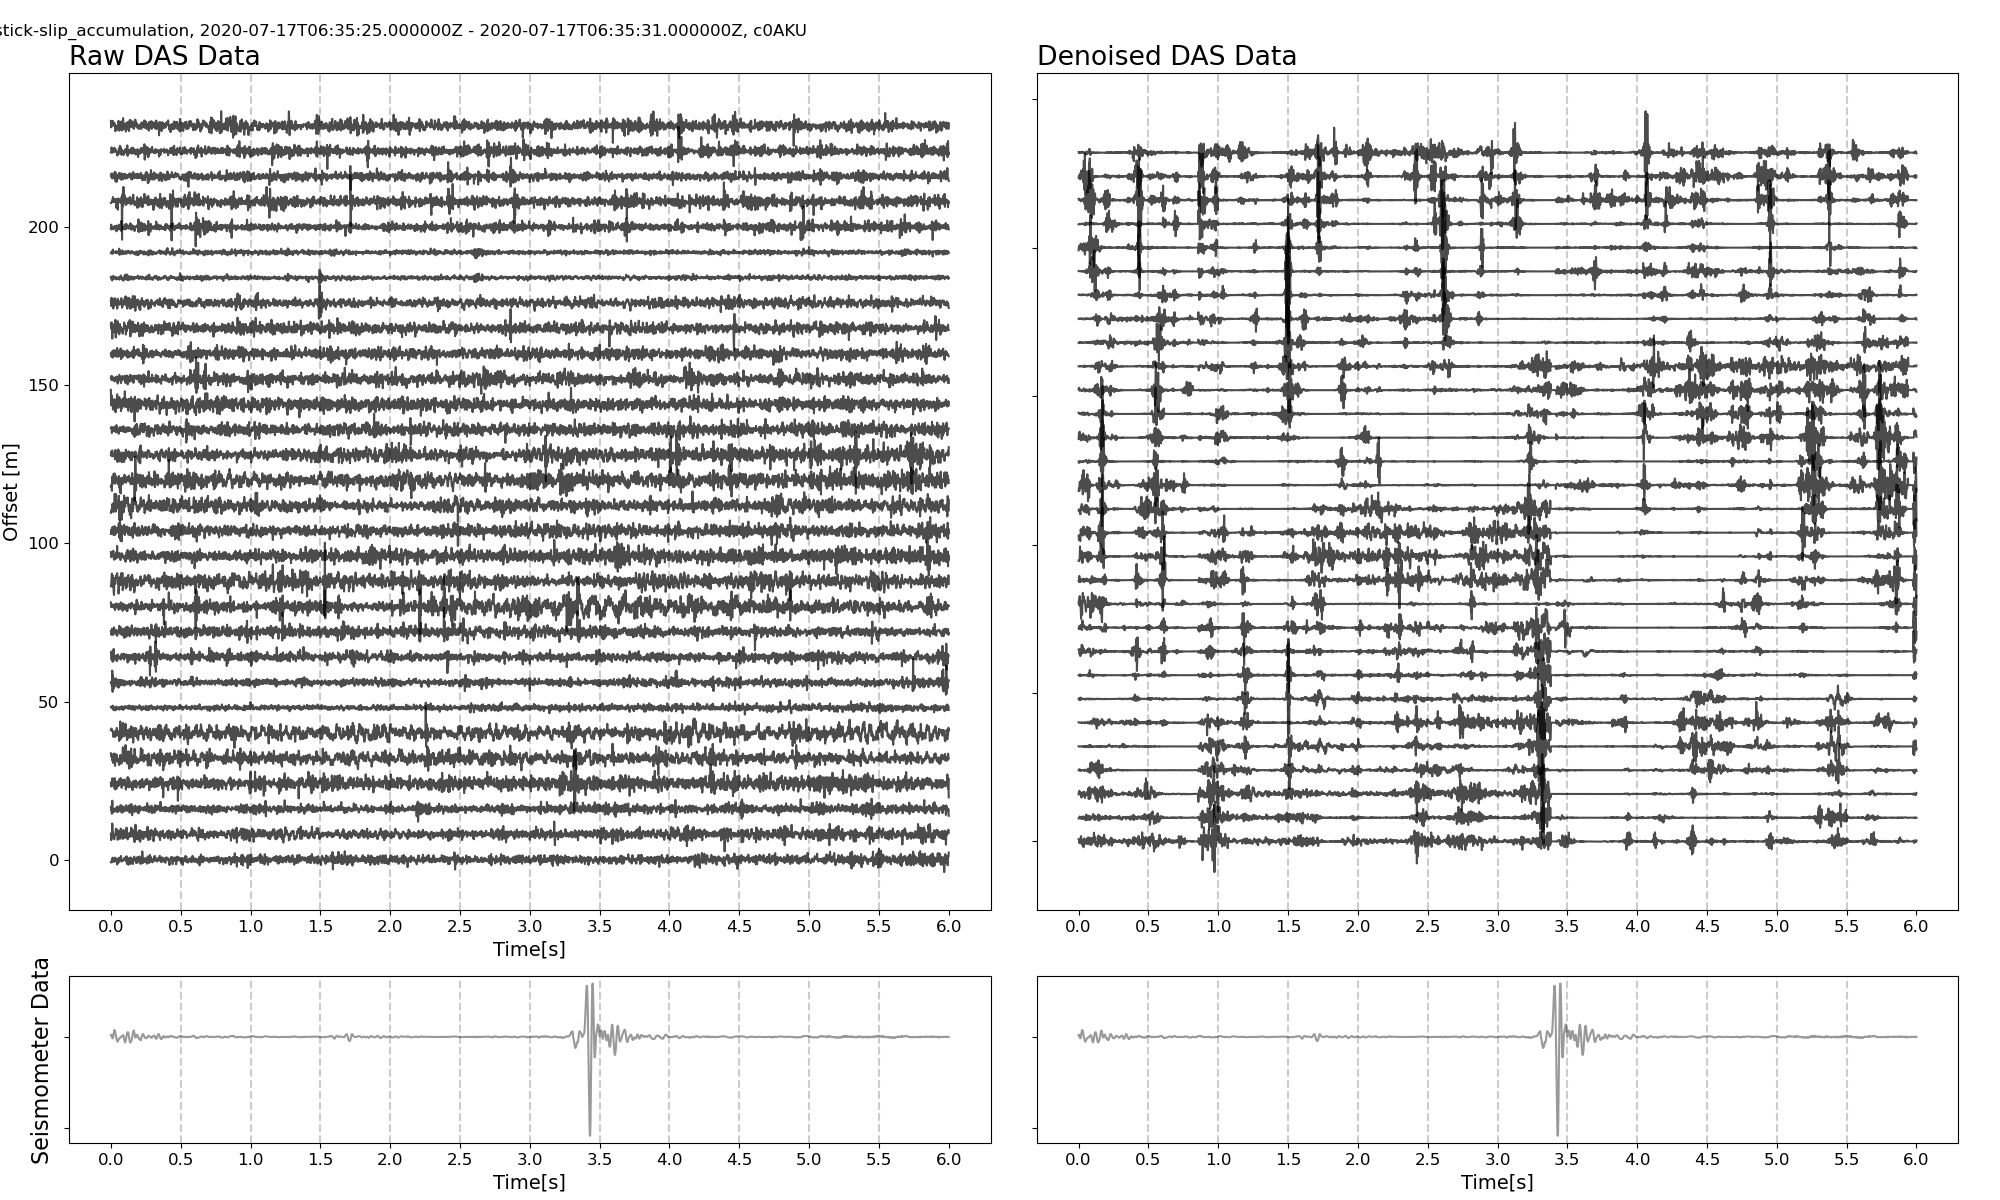 stick-slip_accumulation, 2020-07-17T06:35:25.000000Z - 2020-07-17T06:35:31.000000Z, c0AKU
Raw DAS Data
Denoised DAS Data
Offset [m]
200
150
100
50
0
0.0 0.5 1.0 1.5 2.0 2.5 3.0 3.5 4.0 4.5 5.0 5.5 6.0
Time[s]
0.0 0.5 1.0 1.5 2.0 2.5 3.0 3.5 4.0 4.5 5.0 5.5 6.0
Seismometer Data
0.0 0.5 1.0 1.5 2.0 2.5 3.0 3.5 4.0 4.5 5.0 5.5 6.0
Time[s]
0.0 0.5 1.0 1.5 2.0 2.5 3.0 3.5 4.0 4.5 5.0 5.5 6.0
Time[s]